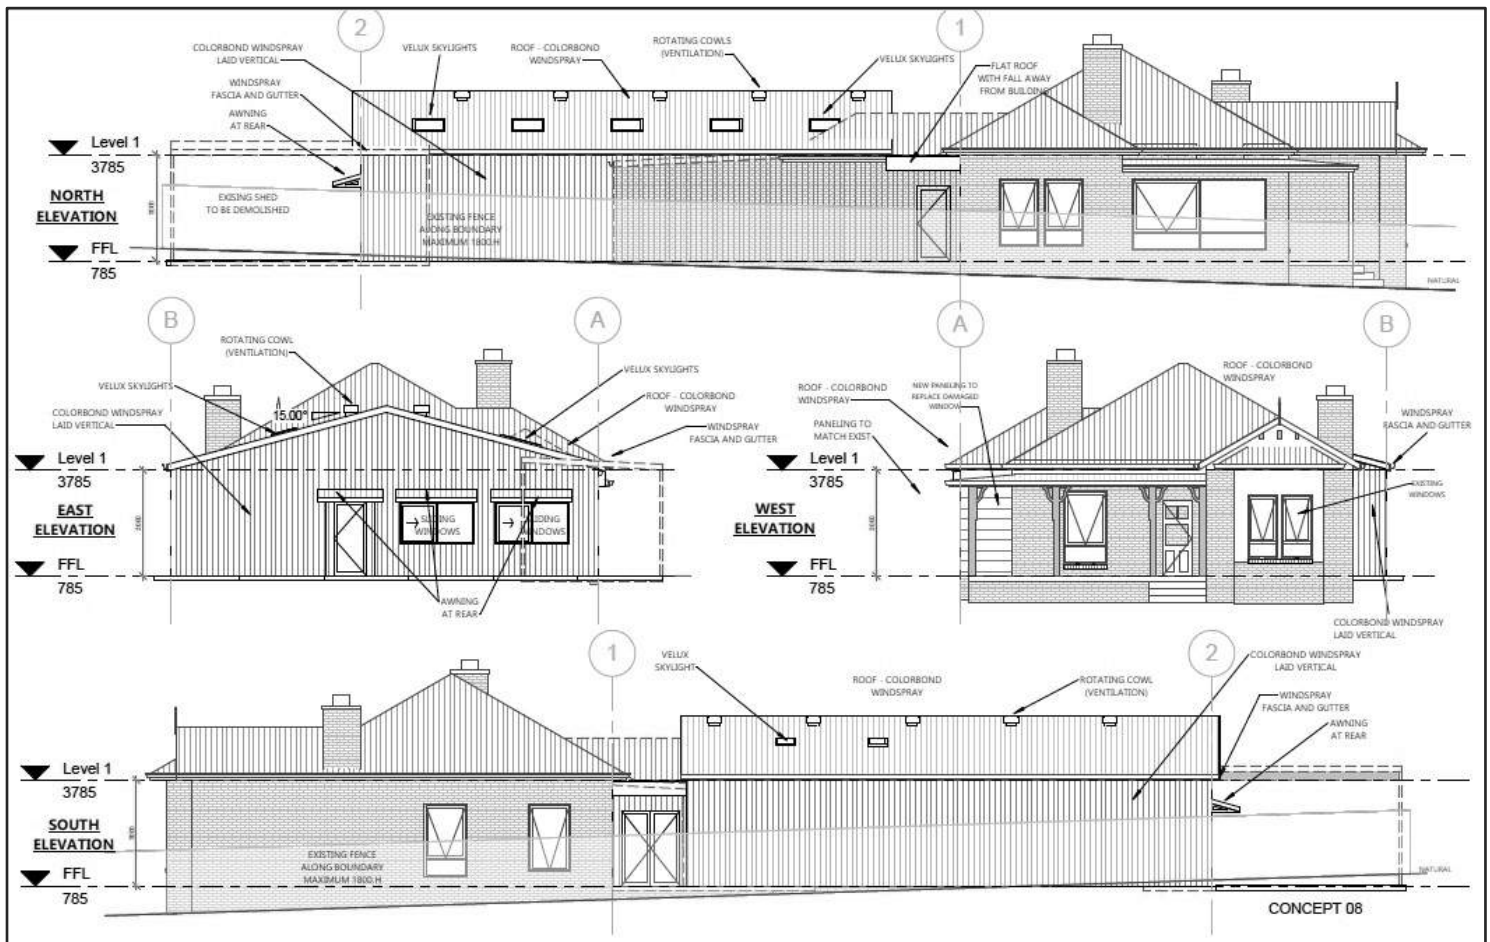 2
1
COLORBOND WINDSPRAY
LAID VERTICAL
VELUX SKYLIGHTS
ROOF - COLORBOND
WINDSPRAY
ROTATING COWLS
(VENTILATION)
VELUX SKYLIGHTS
FLAT ROOF
WITH FALL AWAY
FROM BUILDING
WINDSPRAY
FASCIA AND GUTTER
AWNING
AT REAR
Level 1
3785
NORTH
ELEVATION
FFL
785
EXISING SHED
TO BE DEMOLISHED
EXISTING FENCE
ALONG BOUNDARY
MAXIMUM 1800.H
NATURAL
B
A
ROTATING COWL
(VENTILATION)
VELUX SKYLIGHTS
COLORBOND WINDSPRAY
LAID VERTICAL
15.00°
VELUX SKYLIGHTS
ROOF - COLORBOND
WINDSPRAY
WINDSPRAY
FASCIA AND GUTTER
Level 1
3785
EAST
ELEVATION
FFL
785
SLIDING
WINDOWS
SLIDING
WINDOWS
AWNING
AT REAR
A
B
ROOF - COLORBOND
WINDSPRAY
NEW PANELING TO
REPLACE DAMAGED
WINDOW
PANELING TO
MATCH EXIST
ROOF - COLORBOND
WINDSPRAY
WINDSPRAY
FASCIA AND GUTTER
EXISTING
WINDOWS
Level 1
3785
WEST
ELEVATION
FFL
785
COLORBOND WINDSPRAY
LAID VERTICAL
1
2
VELUX
SKYLIGHT
ROOF - COLORBOND
WINDSPRAY
ROTATING COWL
(VENTILATION)
COLORBOND WINDSPRAY
LAID VERTICAL
WINDSPRAY
FASCIA AND GUTTER
AWNING
AT REAR
Level 1
3785
SOUTH
ELEVATION
FFL
785
EXISTING FENCE
ALONG BOUNDARY
MAXIMUM 1800.H
NATURAL
CONCEPT 08